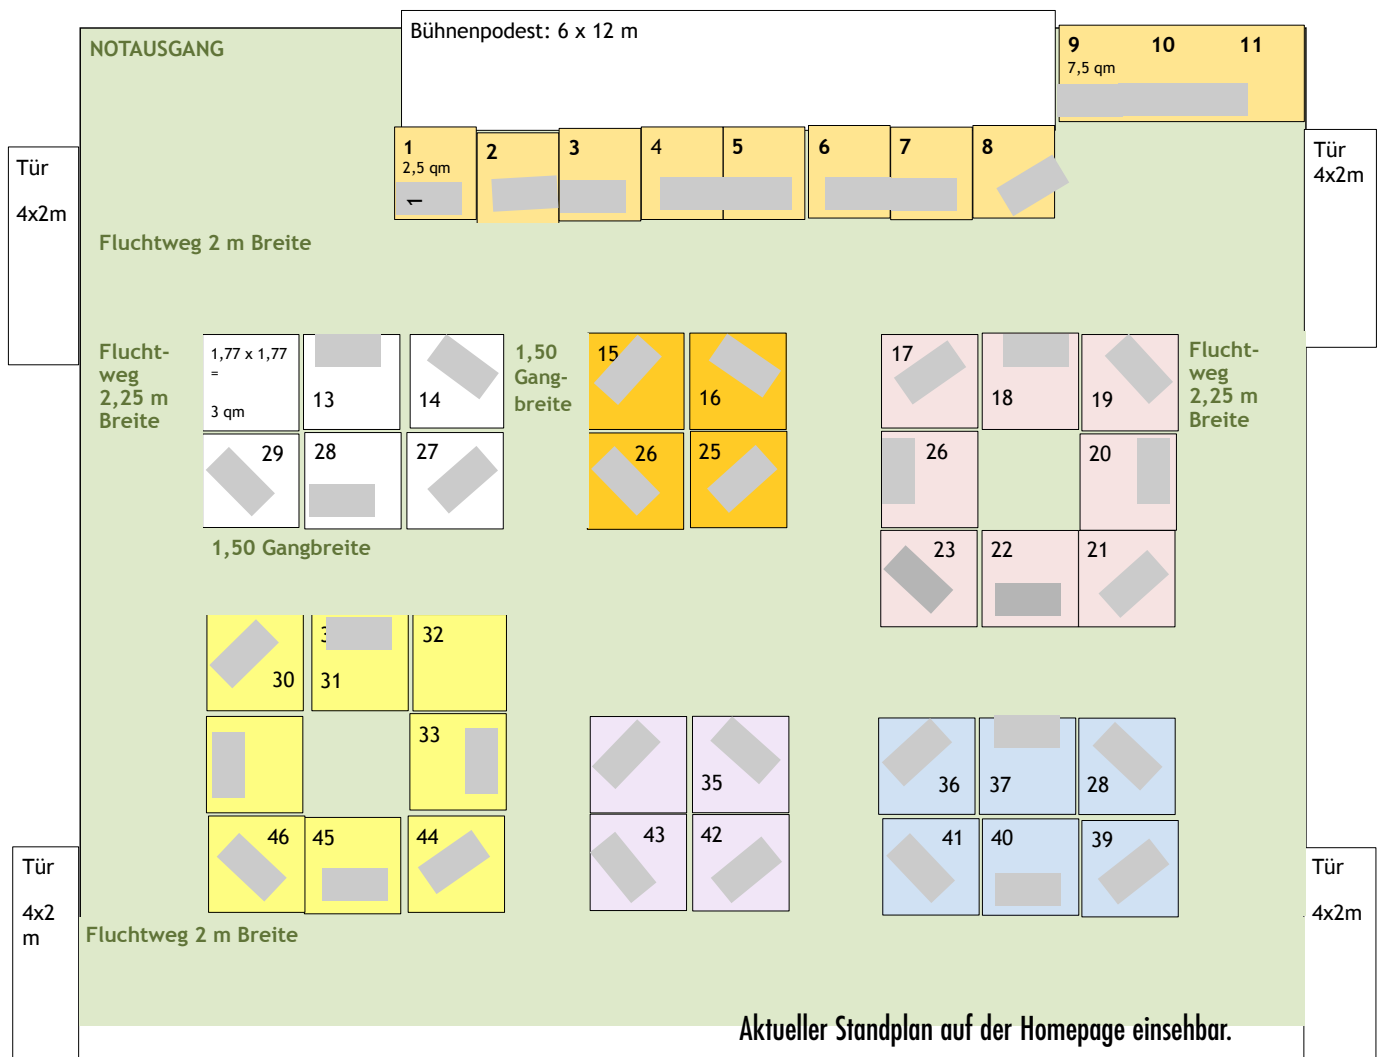 Bühnenpodest: 6 x 12 m
NOTAUSGANG
9 10 11
7,5 qm
Tür
4x2m
1 2 3 4 5 6 7 8
2,5 qm
1
Tür
4x2m
Fluchtweg 2 m Breite
Flucht-
weg
2,25 m
Breite
1,77 x 1,77
=
3 qm
13
14
1,50
Gang-
breite
15
16
17
18
19
Flucht-
weg
2,25 m
Breite
29
28
27
26
25
26
20
1,50 Gangbreite
23
22
21
30
31
32
33
35
36
37
28
46
45
44
43
42
41
40
39
Tür
4x2
m
Fluchtweg 2 m Breite
Tür
4x2m
Aktueller Standplan auf der Homepage einsehbar.